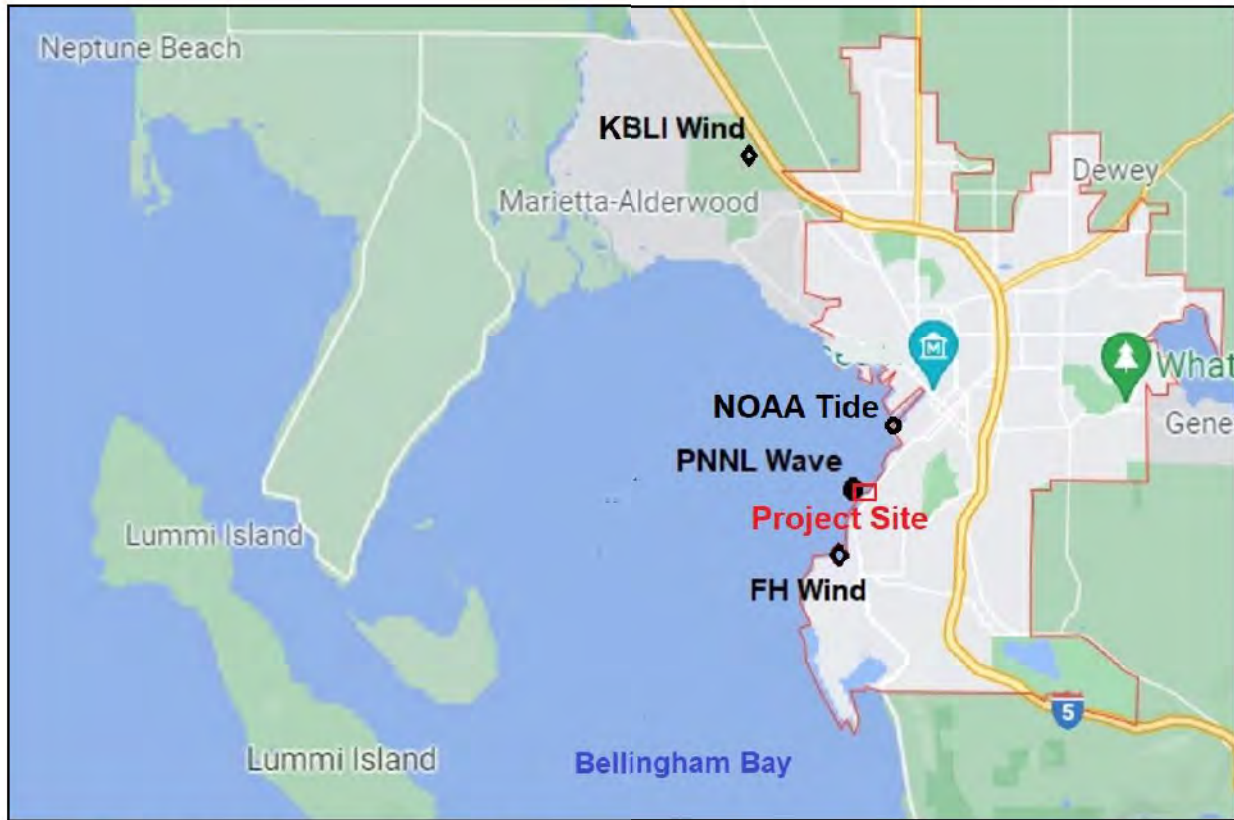 Neptune Beach
KBLI Wind
Dewey
Marietta-Alderwood
M
What
NOAA Tide
Gene
PNNL Wave
Project Site
Lummi Island
FH Wind
5
Lummi Island
Bellingham Bay